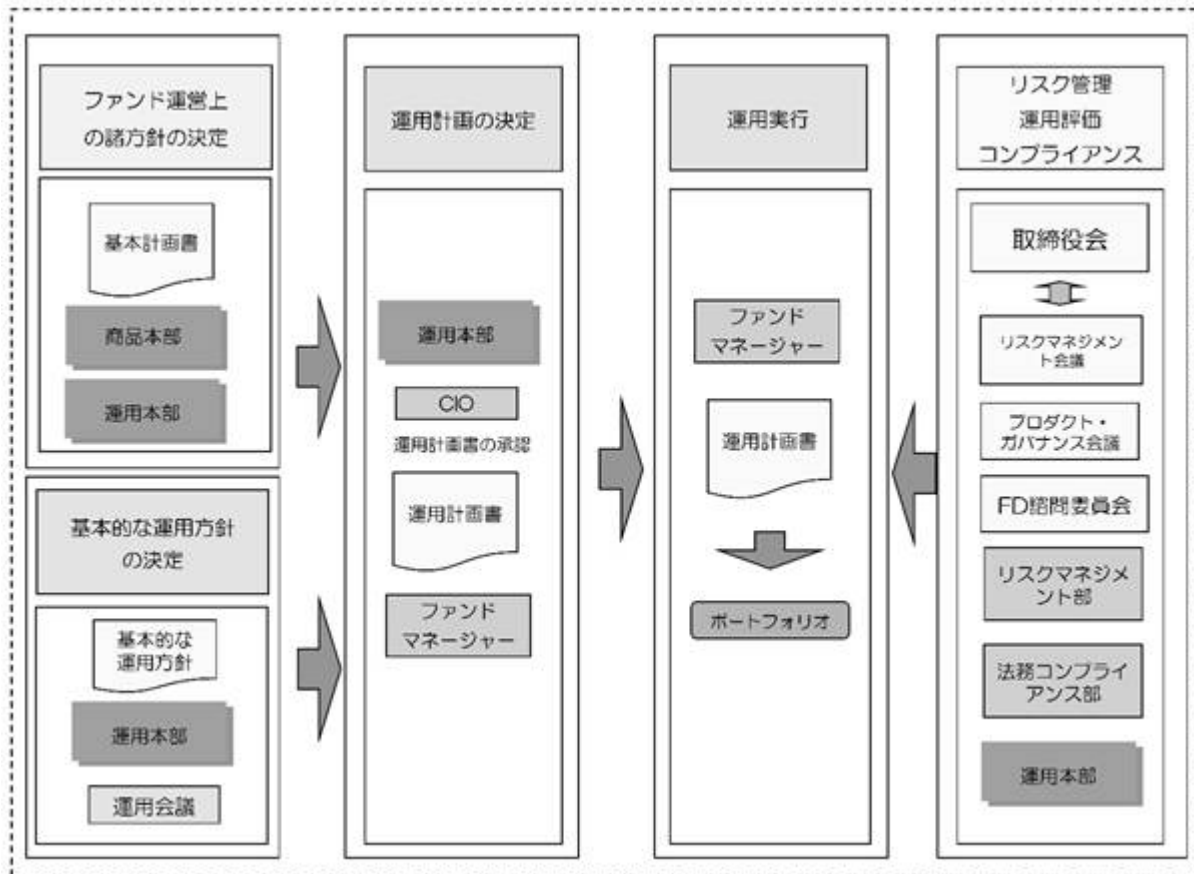 ファンド運営上
の諸方針の決定
基本計画書
商品本部
運用本部
基本的な運用方針
の決定
基本的な
運用方針
運用本部
運用会議
運用計画の決定
運用本部
CIO
運用計画書の承認
運用計画書
ファンド
マネージャー
運用実行
ファンド
マネージャー
運用計画書
ポートフォリオ
リスク管理
運用評価
コンプライアンス
取締役会
リスクマネジメン
ト会議
プロダクト・
ガバナンス会議
FD諮問委員会
リスクマネジメ
ント部
法務コンプライ
アンス部
運用本部